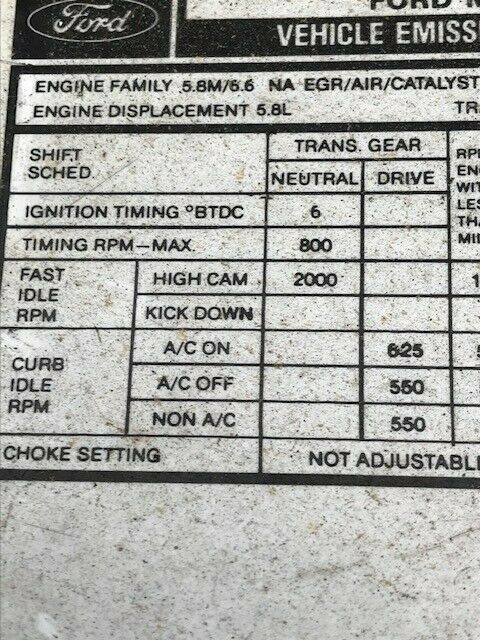 Ford
FORD
VEHICLE EMISS
ENGINE FAMILY 5.8M/6.6 NA EGR/AIR/CATALYST
ENGINE DISPLACEMENT 5.8L TR
SHIFT SCHED. TRANS. GEAR
NEUTRAL DRIVE
IGNITION TIMING °BTDC 6
TIMING RPM–MAX. 800
FAST IDLE RPM HIGH CAM 2000
KICK DOWN
CURB IDLE RPM A/C ON 625
A/C OFF 550
NON A/C 550
CHOKE SETTING NOT ADJUSTABL